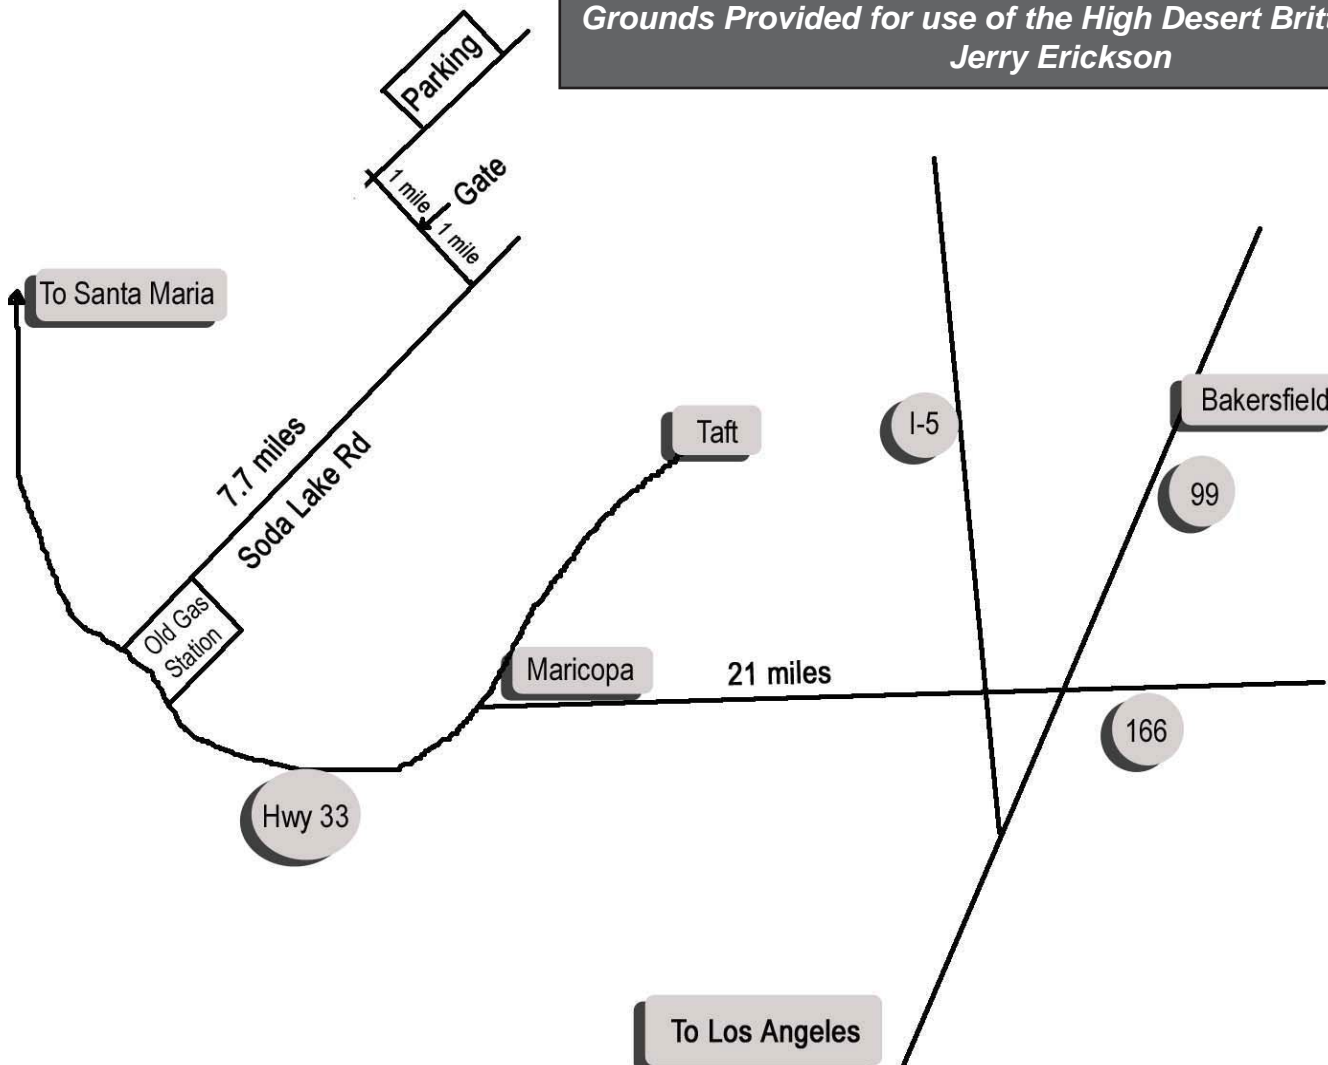 Grounds Provided for use of the High Desert
Jerry Erickson
Parking
1 mile
Gate
1 mile
To Santa Maria
7.7 miles
Soda Lake Rd
Taft
I-5
Bakersfield
99
Old Gas
Station
Maricopa
21 miles
166
Hwy 33
To Los Angeles